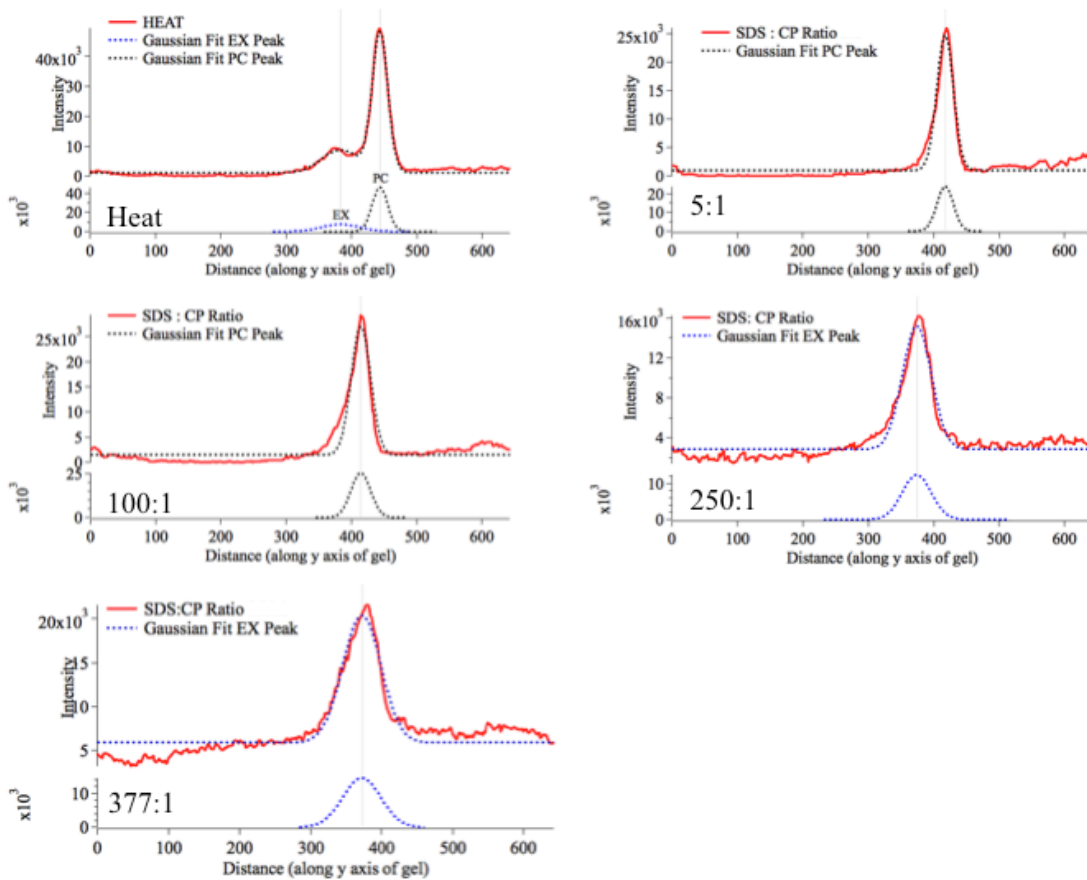 HEAT
Gaussian Fit EX Peak
Gaussian Fit PC Peak
40x10³
30
20
10
0
Intensity
PC
EX
40
20
0
x10³
Heat
0 100 200 300 400 500 600
Distance (along y axis of gel)
SDS : CP Ratio
Gaussian Fit PC Peak
25x10³
20
15
10
5
0
Intensity
20
10
0
x10³
5:1
0 100 200 300 400 500 600
Distance (along y axis of gel)
SDS : CP Ratio
Gaussian Fit PC Peak
25x10³
20
15
10
5
0
Intensity
25
0
x10³
100:1
0 100 200 300 400 500 600
Distance (along y axis of gel)
SDS: CP Ratio
Gaussian Fit EX Peak
16x10³
12
8
4
Intensity
10
0
x10³
250:1
0 100 200 300 400 500 600
Distance (along y axis of gel)
SDS:CP Ratio
Gaussian Fit EX Peak
20x10³
15
10
5
Intensity
10
0
x10³
377:1
0 100 200 300 400 500 600
Distance (along y axis of gel)